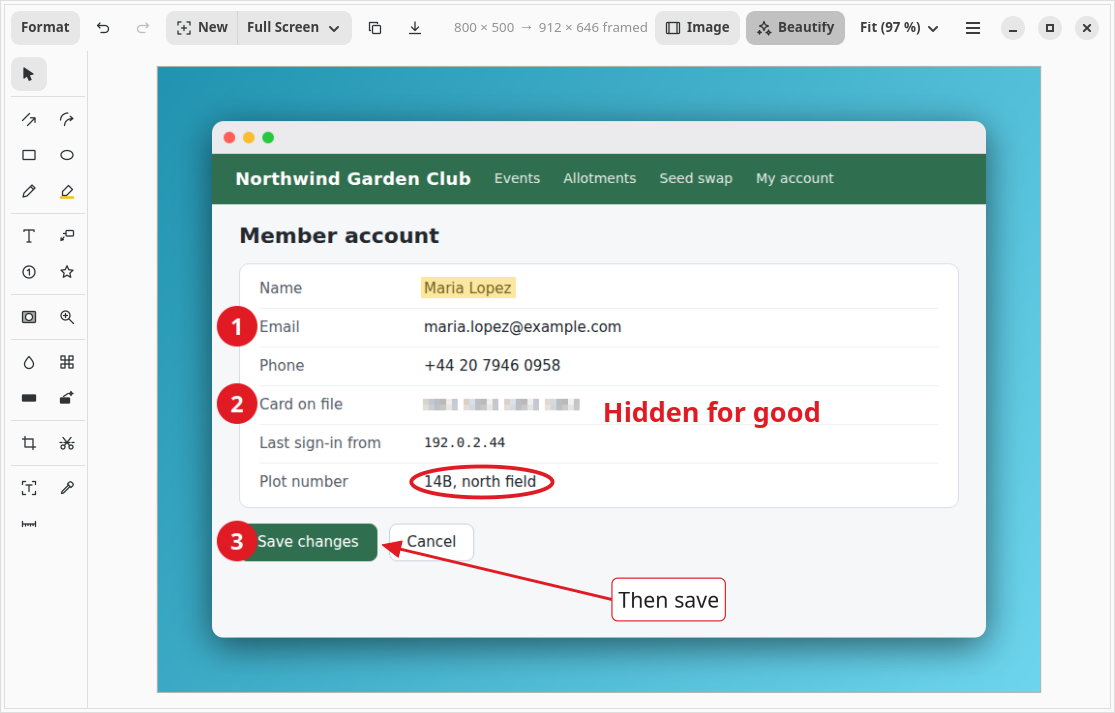 Format New Full Screen 800 × 500 → 912 × 646 framed Image Beautify Fit (97 %)
Northwind Garden Club Events Allotments Seed swap My account
Member account
Name Maria Lopez
1 Email maria.lopez@example.com
Phone +44 20 7946 0958
2 Card on file
Hidden for good
Last sign-in from 192.0.2.44
Plot number 14B, north field
3 Save changes Cancel
Then save